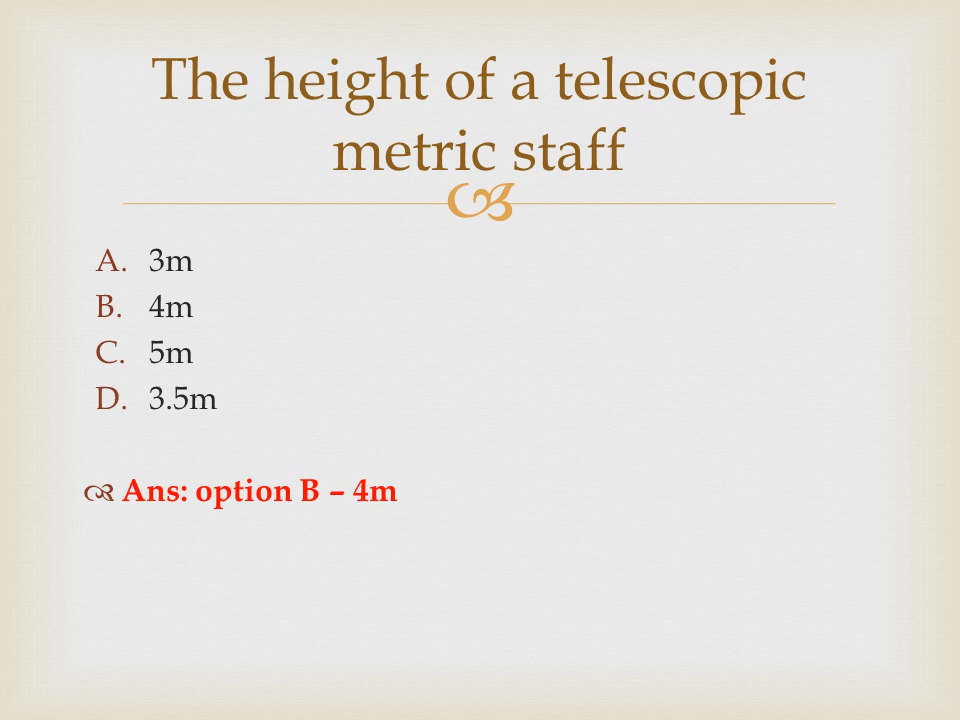 The height of a telescopic
metric staff
A. 3m
B. 4m
C. 5m
D. 3.5m
Ans: option B – 4m